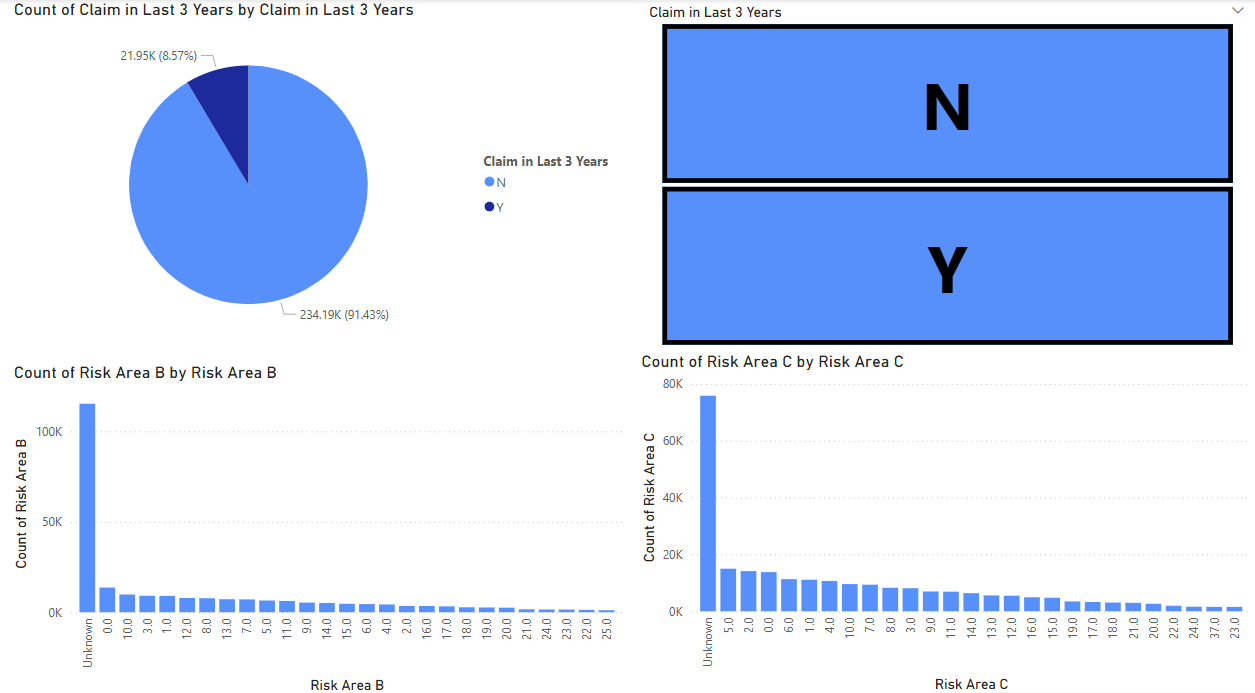 Count of Claim in Last 3 Years by Claim in Last 3 Years
21.95K (8.57%)
234.19K (91.43%)
Claim in Last 3 Years
N
Y
Claim in Last 3 Years
N
Y
Count of Risk Area B by Risk Area B
Count of Risk Area B
100K
50K
0K
Unknown
0.0
10.0
3.0
1.0
12.0
8.0
13.0
7.0
5.0
11.0
9.0
14.0
15.0
6.0
4.0
2.0
16.0
17.0
18.0
19.0
20.0
21.0
24.0
23.0
22.0
25.0
Risk Area B
Count of Risk Area C by Risk Area C
Count of Risk Area C
80K
60K
40K
20K
0K
Unknown
5.0
2.0
0.0
6.0
1.0
4.0
10.0
7.0
8.0
3.0
9.0
11.0
14.0
13.0
12.0
16.0
15.0
19.0
17.0
18.0
21.0
20.0
22.0
24.0
37.0
23.0
Risk Area C